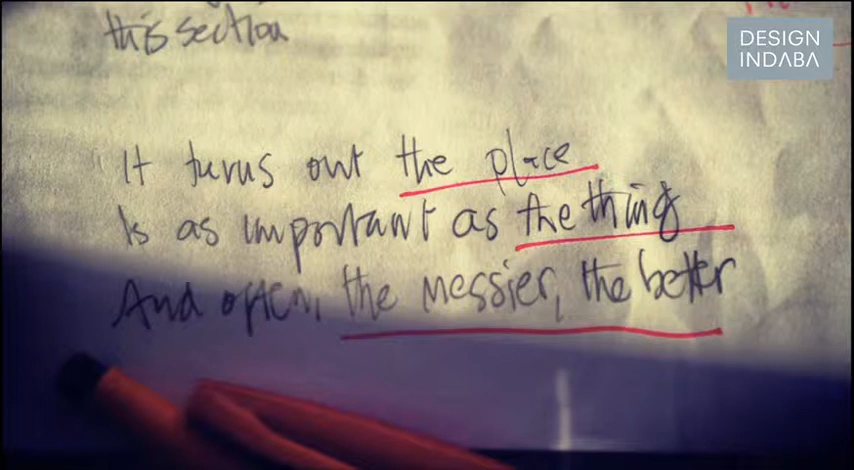 this section
DESIGN
INDABA
It turns out the place
Is as important as the thing
And often, the messier, the better